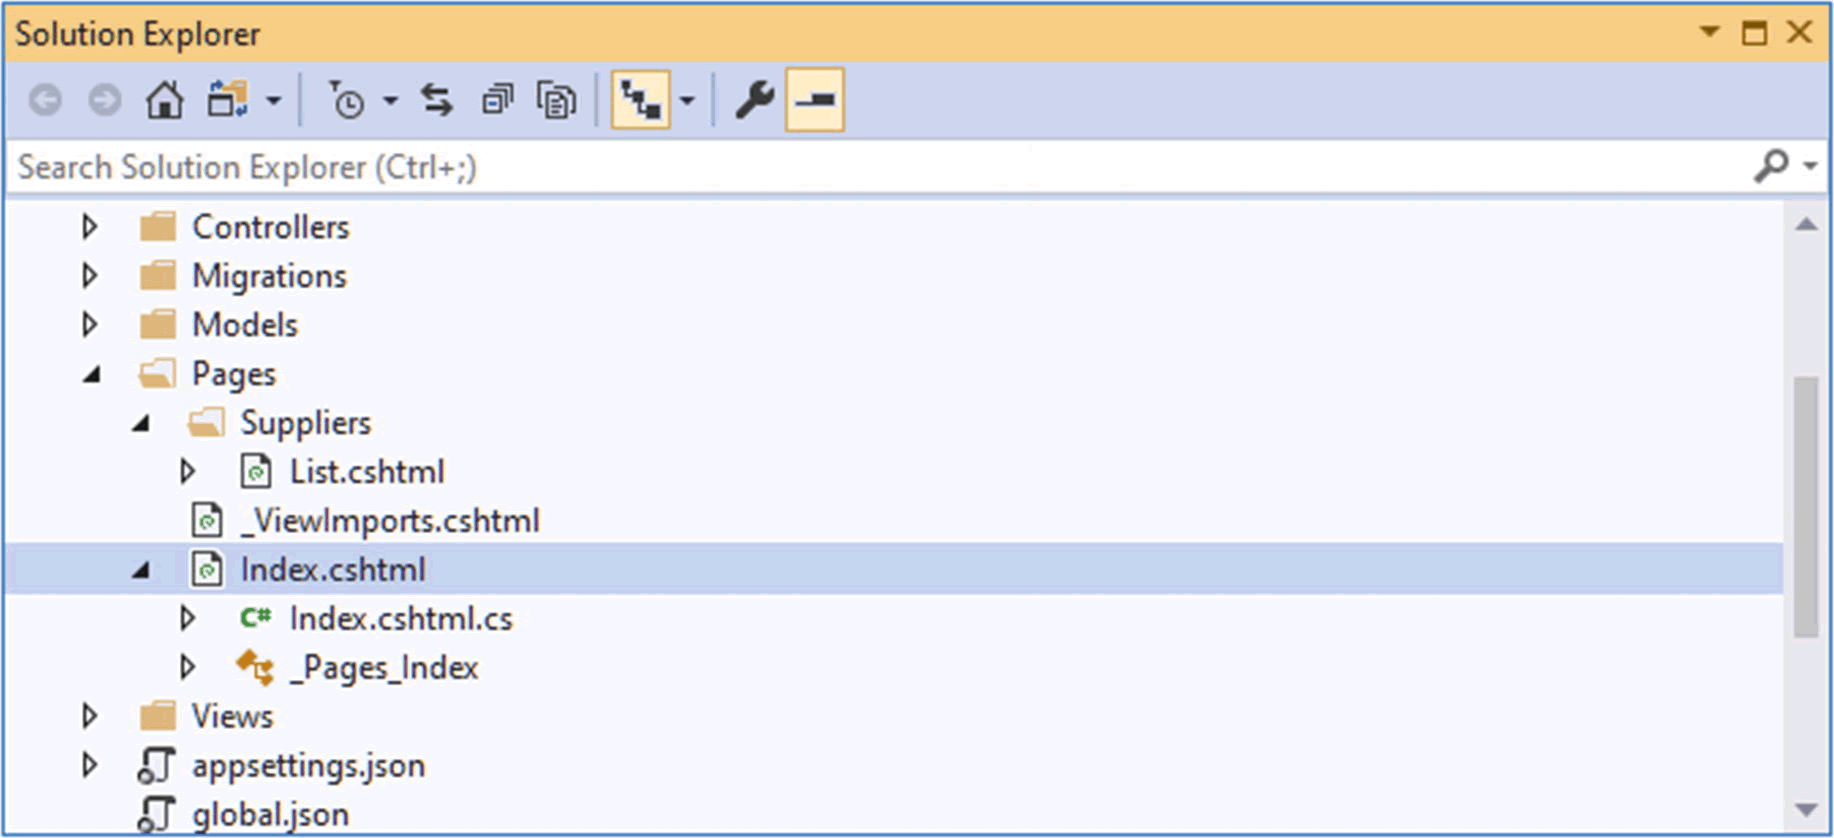 Solution Explorer
Search Solution Explorer (Ctrl+;)
Controllers
Migrations
Models
Pages
Suppliers
List.cshtml
_ViewImports.cshtml
Index.cshtml
C# Index.cshtml.cs
_Pages_Index
Views
appsettings.json
global.json